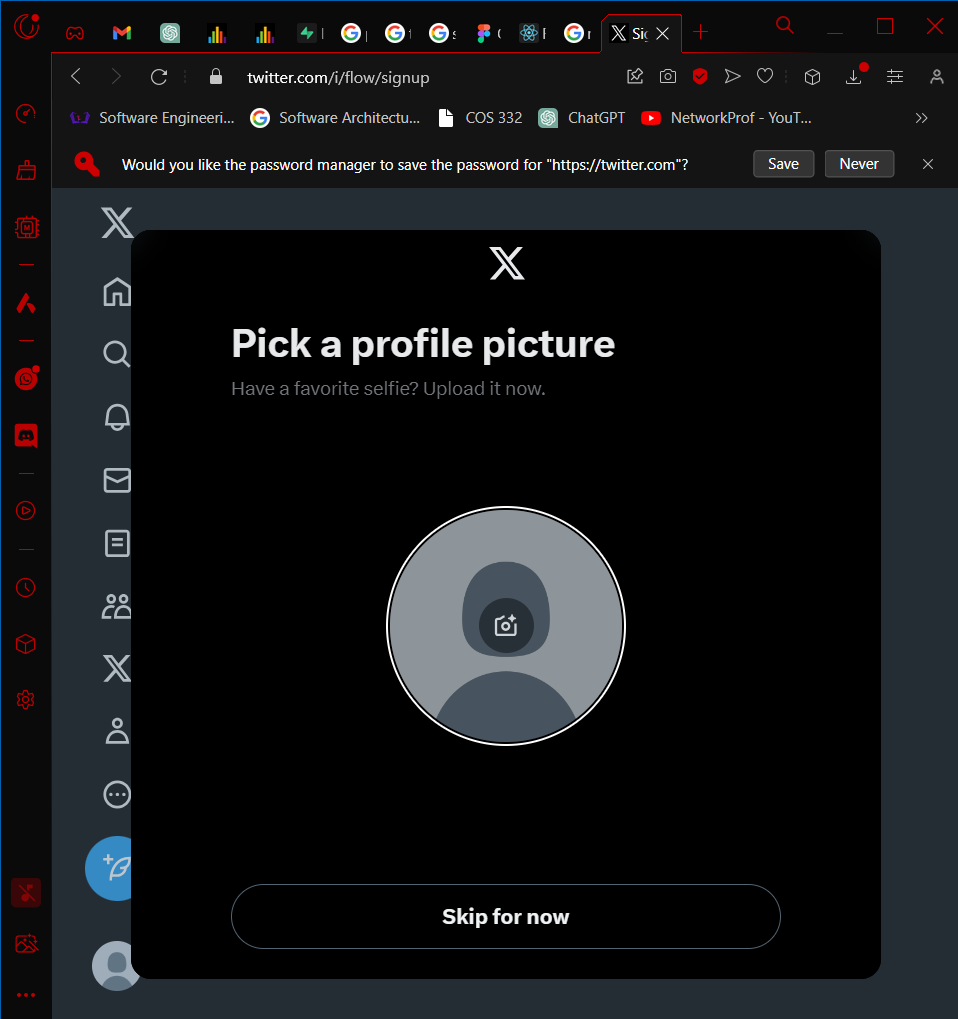 Sig
twitter.com/i/flow/signup
Software Engineeri...
Software Architectu...
COS 332
ChatGPT
NetworkProf - YouT...
Would you like the password manager to save the password for "https://twitter.com"?
Save
Never
Pick a profile picture
Have a favorite selfie? Upload it now.
Skip for now